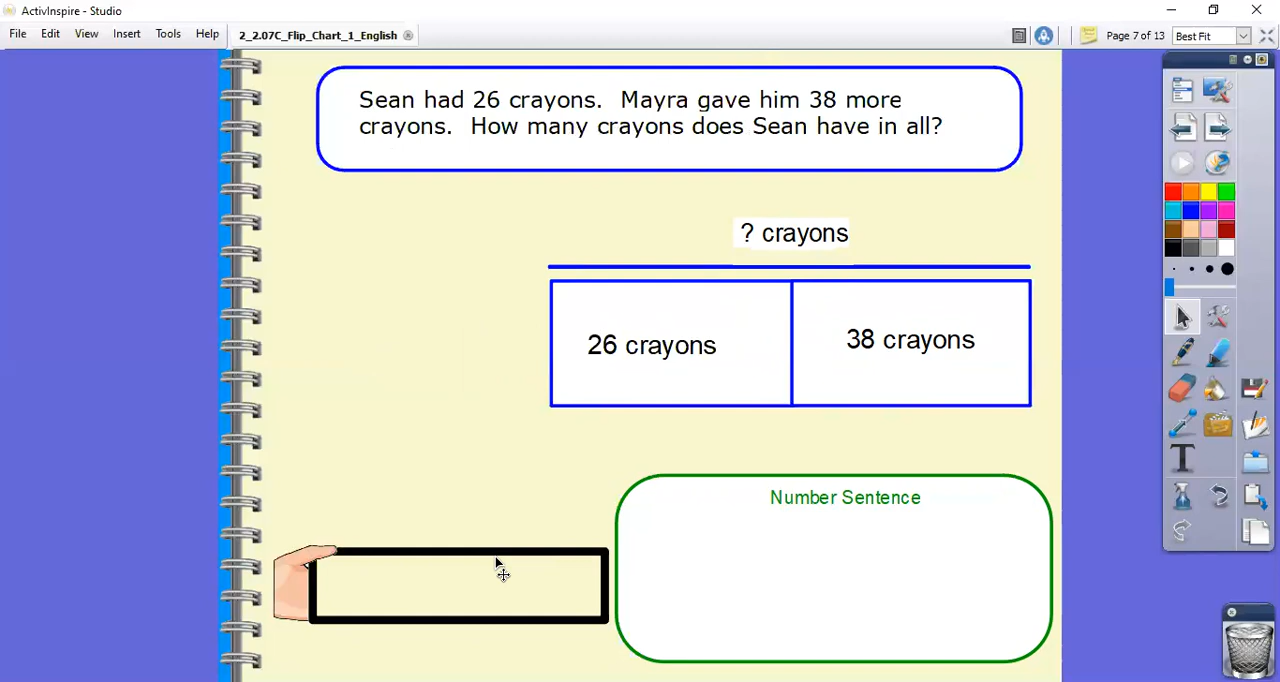 ActivInspire - Studio
File Edit View Insert Tools Help
2_2.07C_Flip_Chart_1_English
Page 7 of 13
Best Fit
Sean had 26 crayons. Mayra gave him 38 more
crayons. How many crayons does Sean have in all?
? crayons
26 crayons
38 crayons
Number Sentence
T